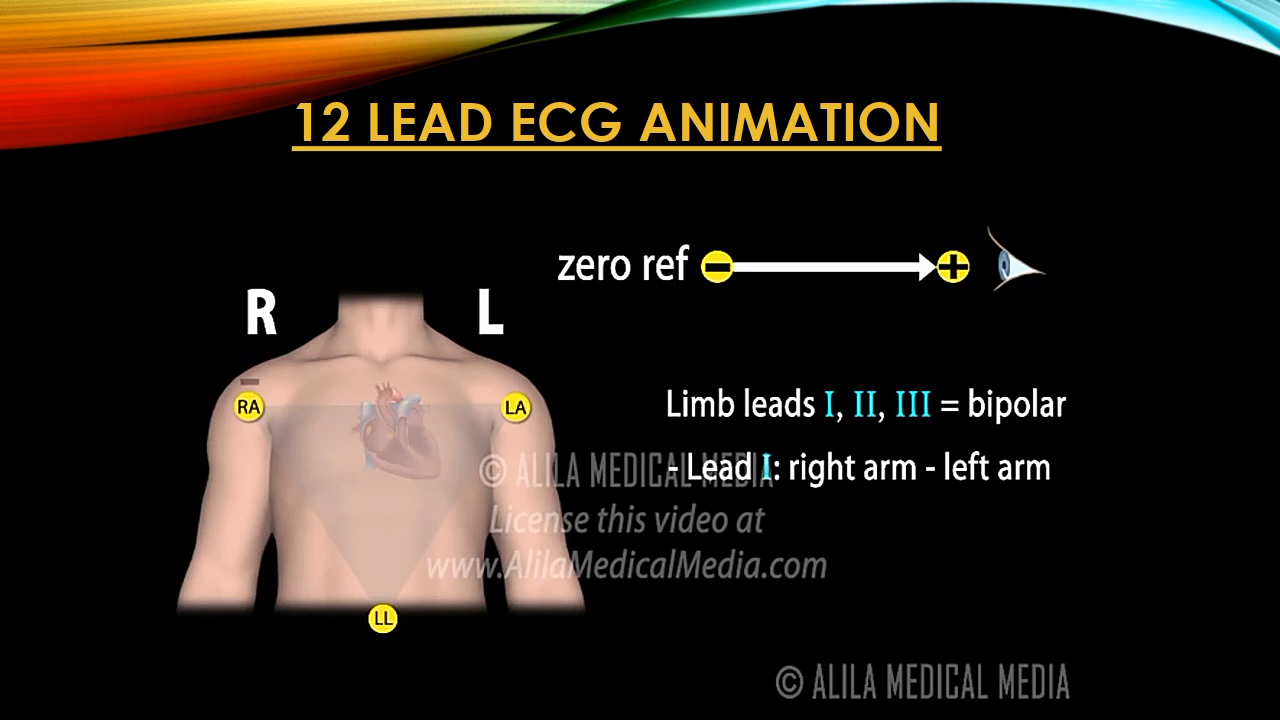 12 LEAD ECG ANIMATION
zero ref
R L
RA LA
LL
Limb leads I, II, III = bipolar
- Lead I: right arm - left arm
© ALILA MEDICAL MEDIA
License this video at
www.AlilaMedicalMedia.com
© ALILA MEDICAL MEDIA